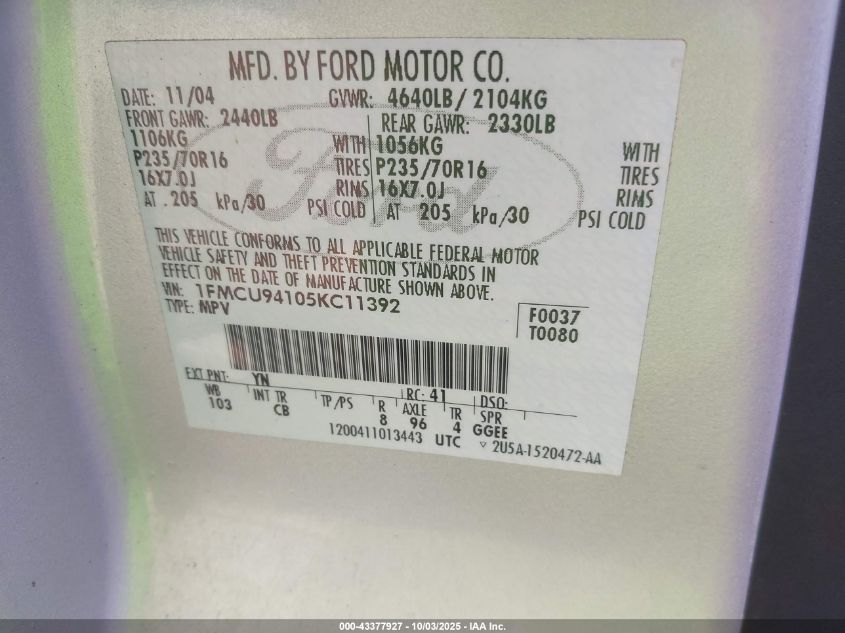 MFD. BY FORD MOTOR CO.
DATE: 11/04 GVWR: 4640LB/ 2104KG
FRONT GAWR: 2440LB REAR GAWR: 2330LB
1106KG WITH 1056KG WITH
P235/70R16 TIRES P235/70R16 TIRES
16X7.0J RIMS 16X7.0J RIMS
AT 205 kPa/30 PSI COLD AT 205 kPa/30 PSI COLD
Ford
THIS VEHICLE CONFORMS TO ALL APPLICABLE FEDERAL MOTOR
VEHICLE SAFETY AND THEFT PREVENTION STANDARDS IN
EFFECT ON THE DATE OF MANUFACTURE SHOWN ABOVE.
VIN: 1FMCU94105KC11392
TYPE: MPV
F0037
T0080
EXT PNT: YN RC: 41 DSO:
WB INT TR TP/PS R AXLE TR SPR
103 CB 8 96 4 GGEE
1200411013443 UTC ▽ 2U5A-1520472-AA
000-43377927 - 10/03/2025 - IAA Inc.